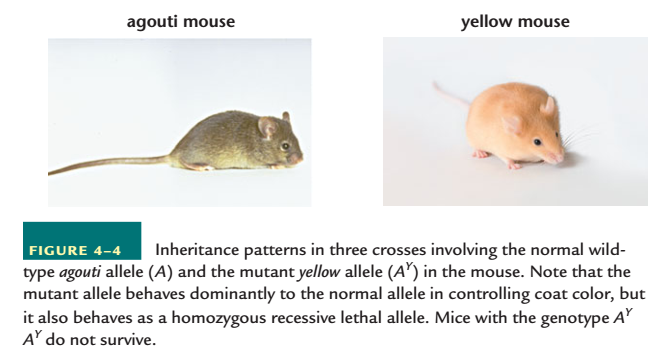 agouti mouse
yellow mouse
FIGURE 4–4 Inheritance patterns in three crosses involving the normal wild-
type agouti allele (A) and the mutant yellow allele (Aʸ) in the mouse. Note that the
mutant allele behaves dominantly to the normal allele in controlling coat color, but
it also behaves as a homozygous recessive lethal allele. Mice with the genotype Aʸ
Aʸ do not survive.